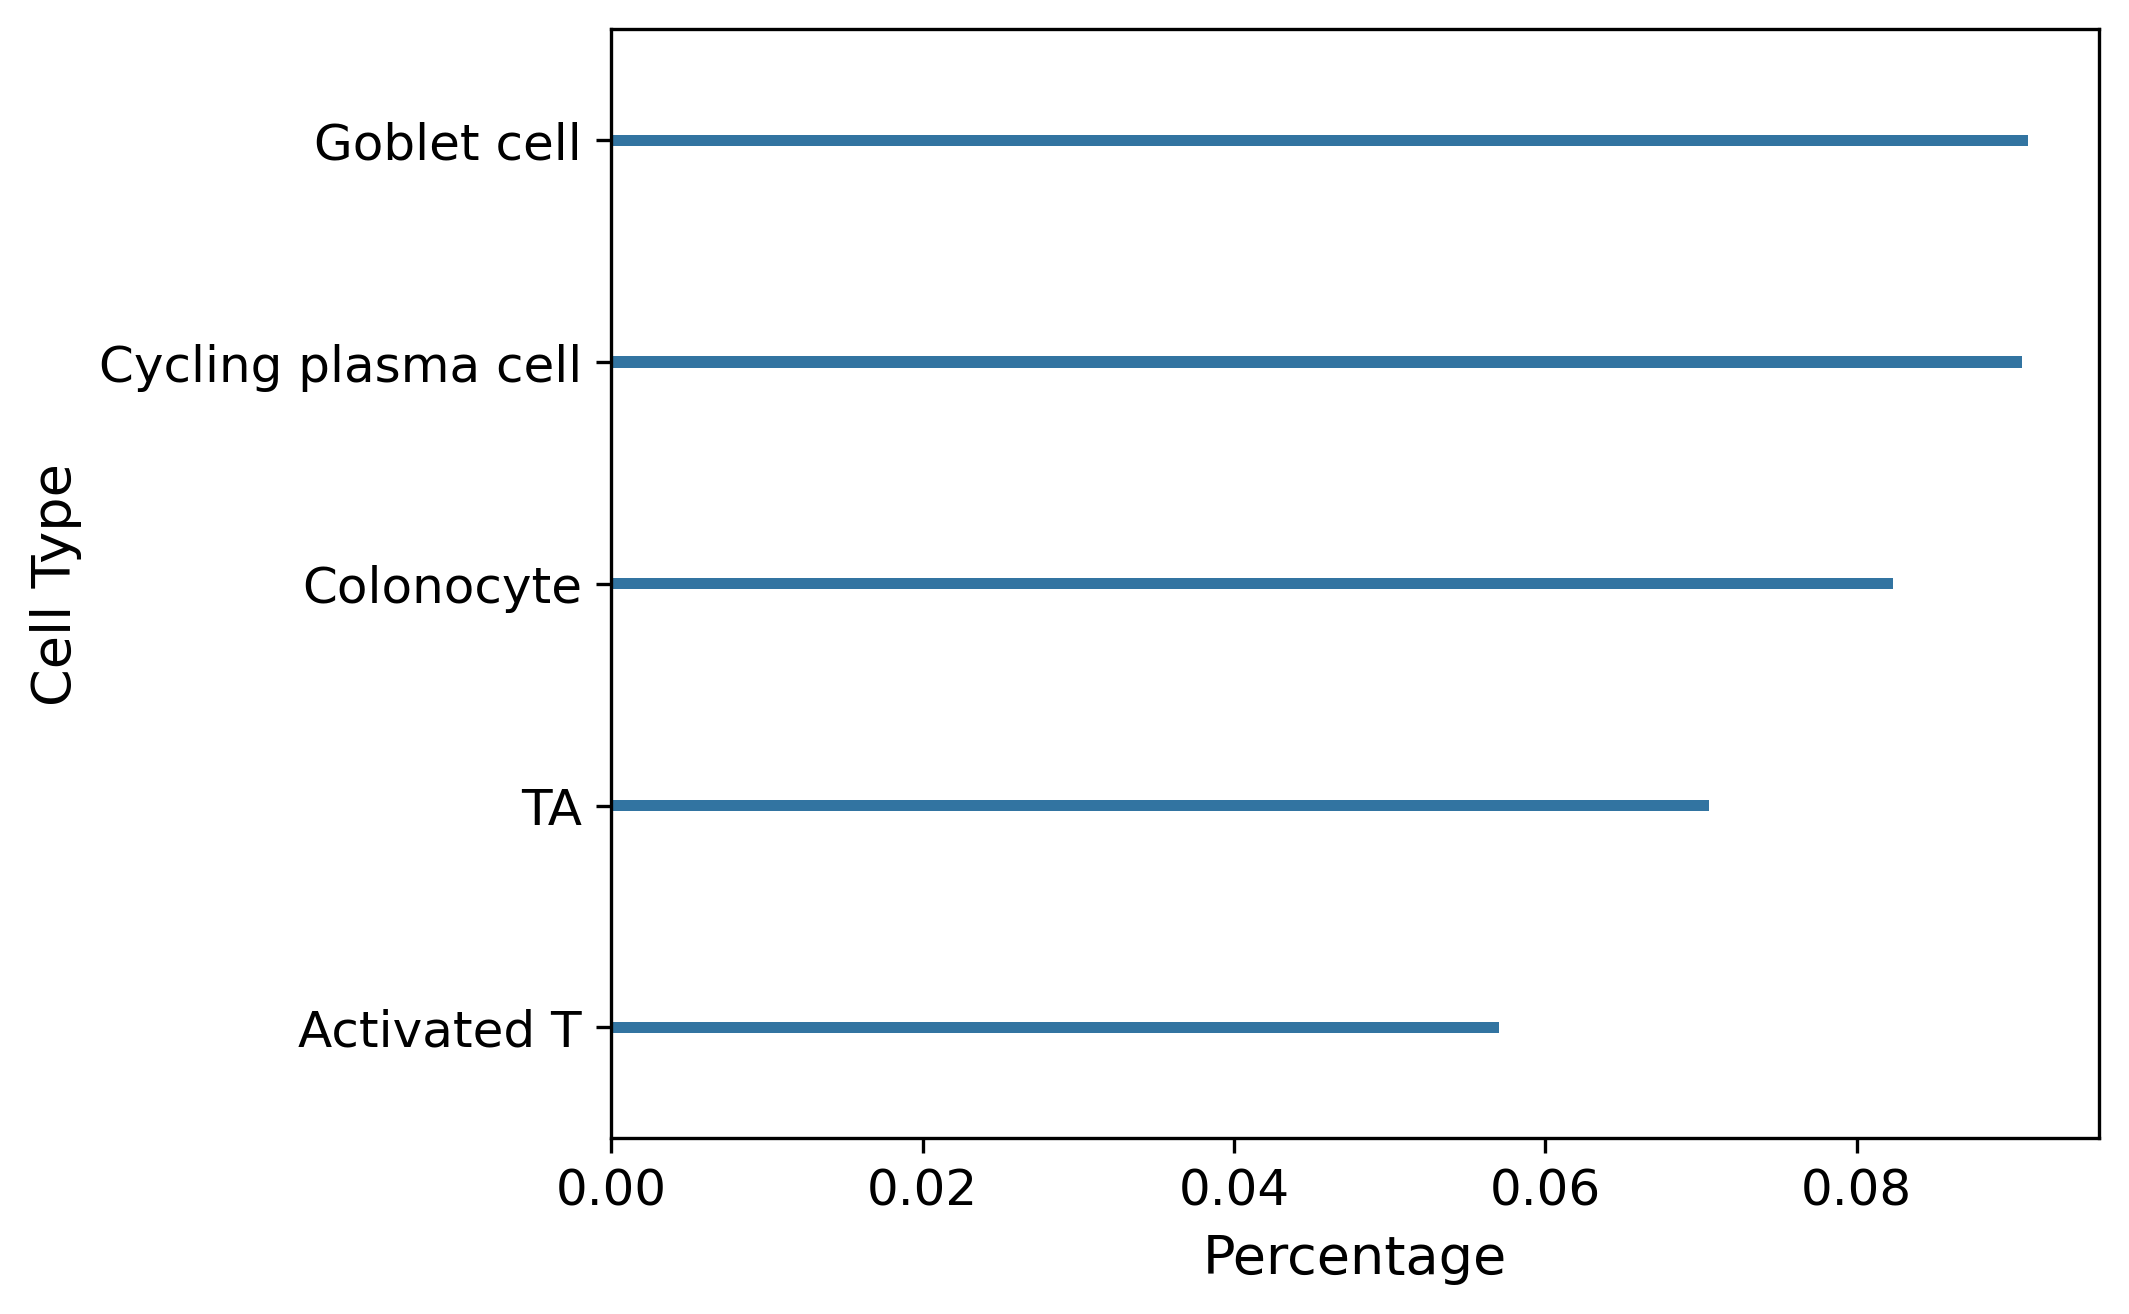 Goblet cell
Cycling plasma cell
Colonocyte
TA
Activated T
Cell Type
0.00 0.02 0.04 0.06 0.08
Percentage